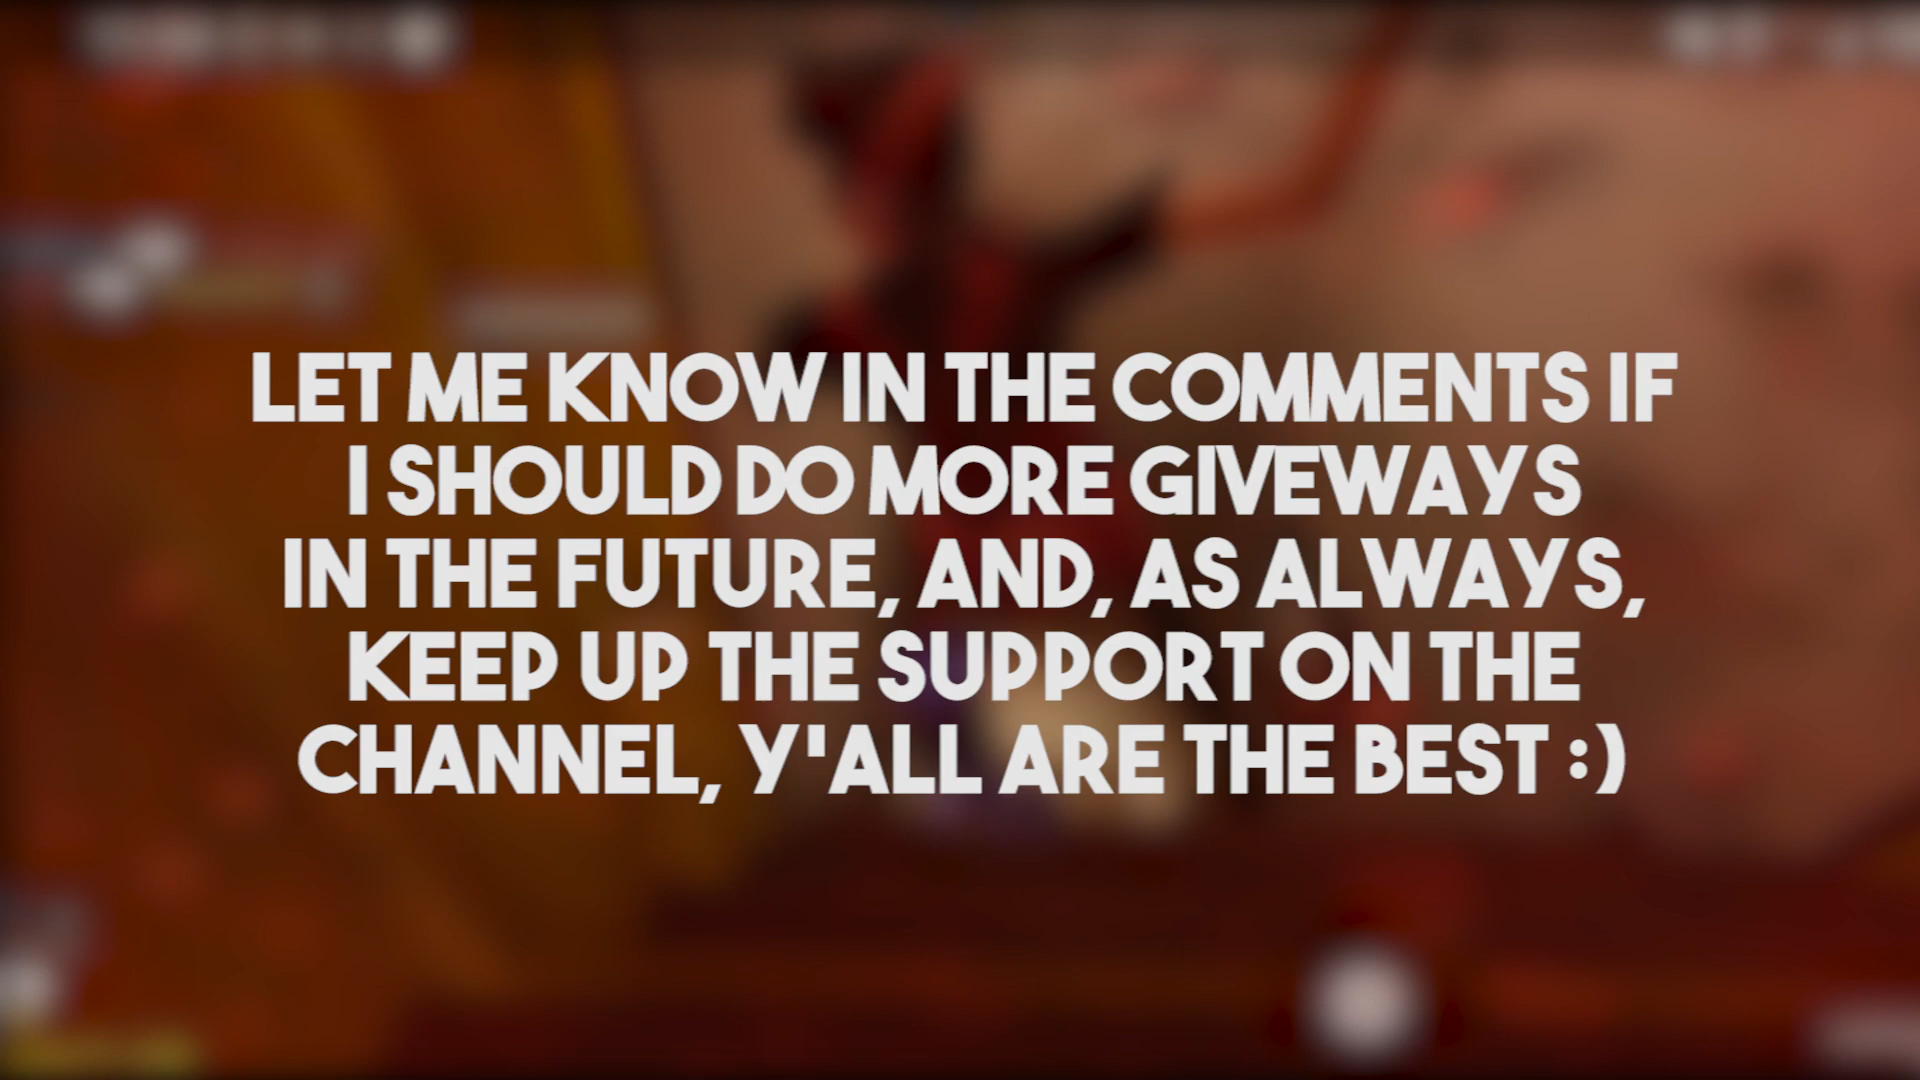 LET ME KNOW IN THE COMMENTS IF
I SHOULD DO MORE GIVEWAYS
IN THE FUTURE, AND, AS ALWAYS,
KEEP UP THE SUPPORT ON THE
CHANNEL, Y'ALL ARE THE BEST :)